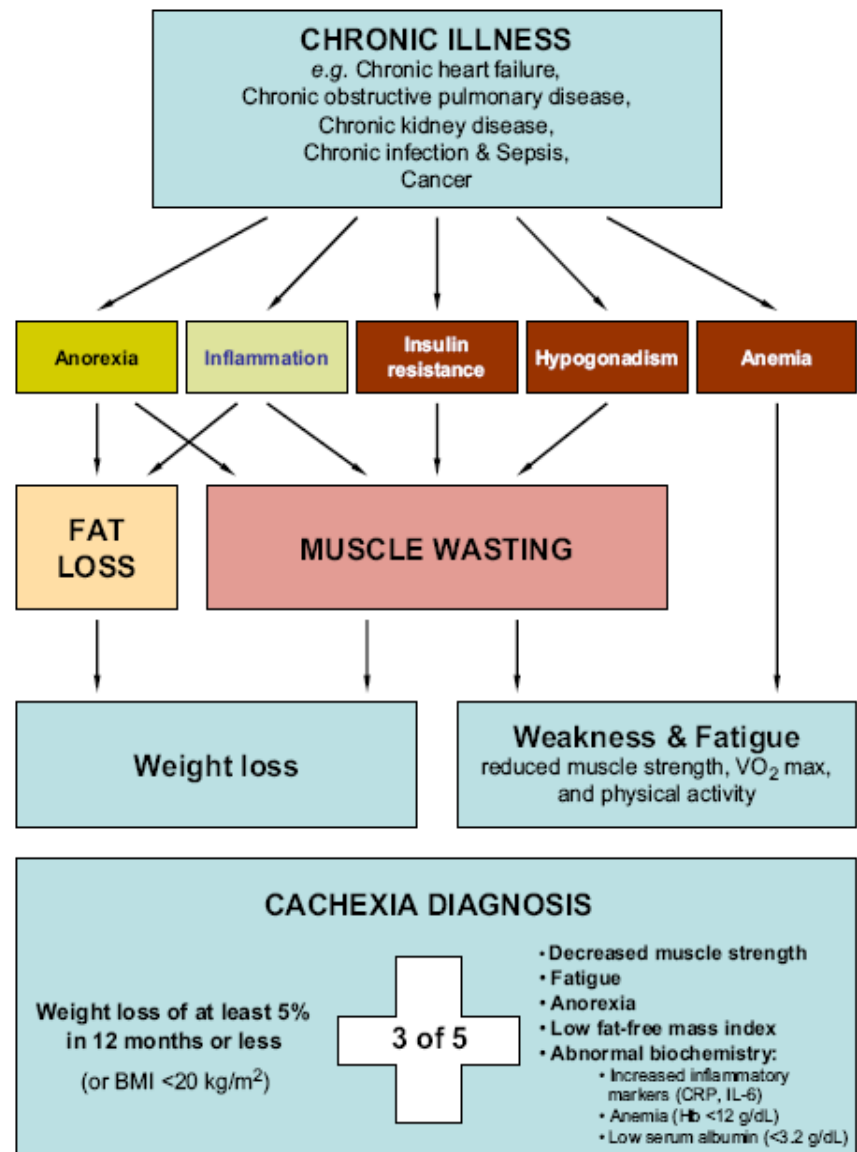 CHRONIC ILLNESS
e.g. Chronic heart failure,
Chronic obstructive pulmonary disease,
Chronic kidney disease,
Chronic infection & Sepsis,
Cancer
Anorexia
Inflammation
Insulin
resistance
Hypogonadism
Anemia
FAT
LOSS
MUSCLE WASTING
Weight loss
Weakness & Fatigue
reduced muscle strength, VO₂ max,
and physical activity
CACHEXIA DIAGNOSIS
Weight loss of at least 5%
in 12 months or less
(or BMI <20 kg/m²)
3 of 5
• Decreased muscle strength
• Fatigue
• Anorexia
• Low fat-free mass index
• Abnormal biochemistry:
• Increased inflammatory
markers (CRP, IL-6)
• Anemia (Hb <12 g/dL)
• Low serum albumin (<3.2 g/dL)